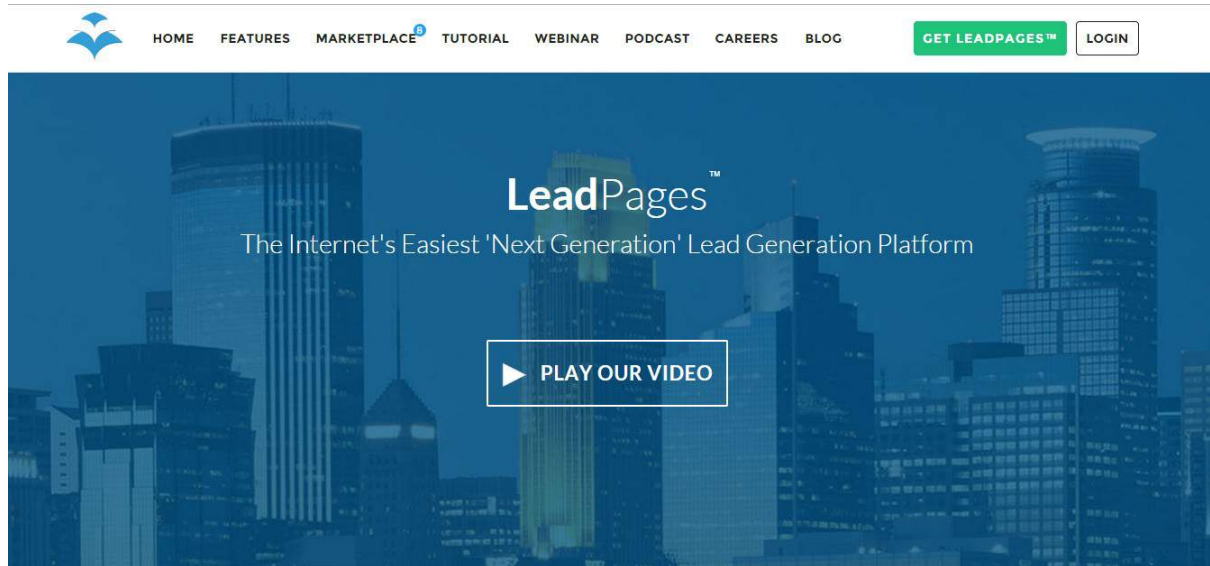 HOME FEATURES MARKETPLACE TUTORIAL WEBINAR PODCAST CAREERS BLOG GET LEADPAGES™ LOGIN
LeadPages™
The Internet's Easiest 'Next Generation' Lead Generation Platform
PLAY OUR VIDEO